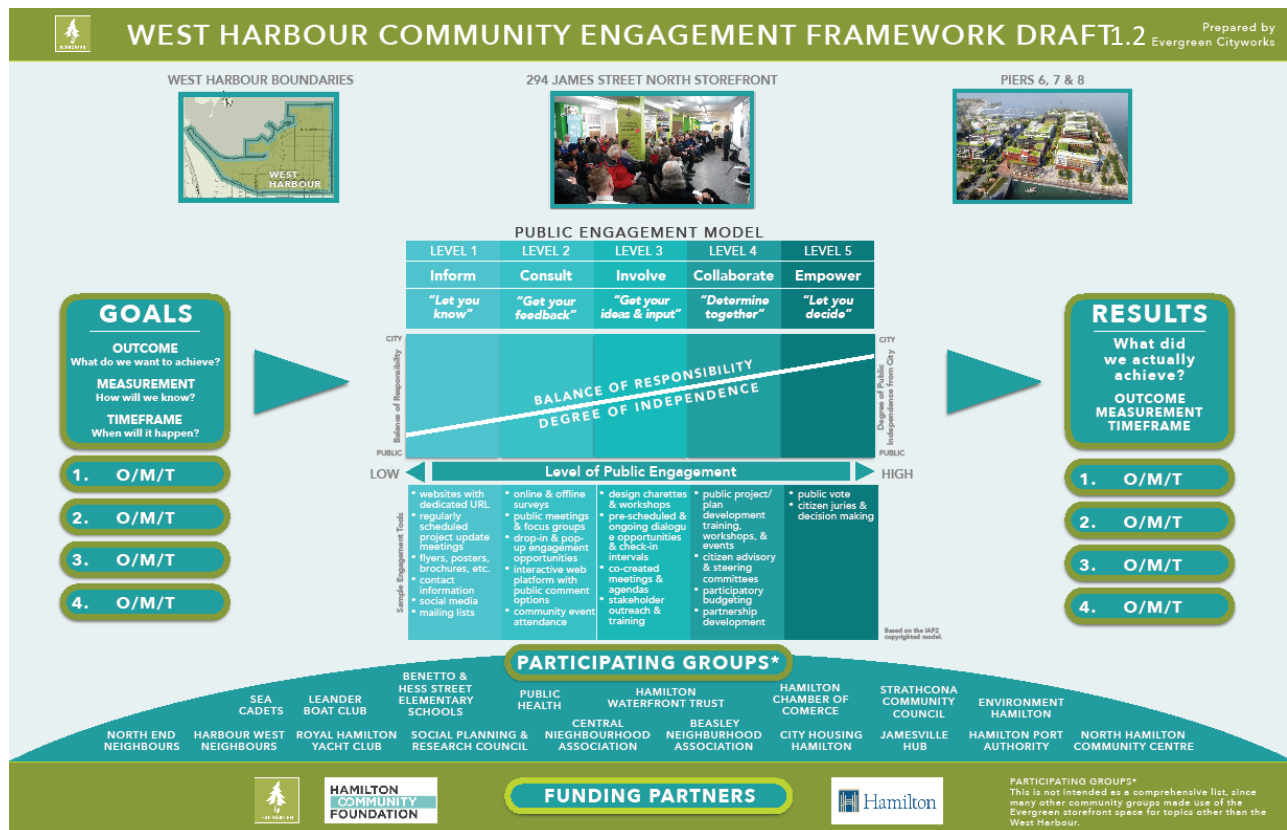 WEST HARBOUR COMMUNITY ENGAGEMENT FRAMEWORK DRAFT1.2
Prepared by
Evergreen Cityworks
EVERGREEN
WEST HARBOUR BOUNDARIES
294 JAMES STREET NORTH STOREFRONT
PIERS 6, 7 & 8
WEST
HARBOUR
PUBLIC ENGAGEMENT MODEL
LEVEL 1
LEVEL 2
LEVEL 3
LEVEL 4
LEVEL 5
Inform
Consult
Involve
Collaborate
Empower
"Let you
know"
"Get your
feedback"
"Get your
ideas & input"
"Determine
together"
"Let you
decide"
GOALS
OUTCOME
What do we want to achieve?
MEASUREMENT
How will we know?
TIMEFRAME
When will it happen?
1. O/M/T
2. O/M/T
3. O/M/T
4. O/M/T
CITY
Balance of Responsibility
PUBLIC
BALANCE OF RESPONSIBILITY
DEGREE OF INDEPENDENCE
CITY
Degree of Public
Independence from City
PUBLIC
LOW
Level of Public Engagement
HIGH
Sample Engagement Tools
• websites with
dedicated URL
• regularly
scheduled
project update
meetings
• flyers, posters,
brochures, etc.
• contact
information
• social media
• mailing lists
• online & offline
surveys
• public meetings
& focus groups
• drop-in & pop-
up engagement
opportunities
• interactive web
platform with
public comment
options
• community event
attendance
• design charettes
& workshops
• pre-scheduled &
ongoing dialogu
e opportunities
& check-in
intervals
• co-created
meetings &
agendas
• stakeholder
outreach &
training
• public project/
plan
development
training,
workshops, &
events
• citizen advisory
& steering
committees
• participatory
budgeting
• partnership
development
• public vote
• citizen juries &
decision making
Based on the IAP2
copyrighted model.
RESULTS
What did
we actually
achieve?
OUTCOME
MEASUREMENT
TIMEFRAME
1. O/M/T
2. O/M/T
3. O/M/T
4. O/M/T
PARTICIPATING GROUPS*
SEA
CADETS
LEANDER
BOAT CLUB
BENETTO &
HESS STREET
ELEMENTARY
SCHOOLS
PUBLIC
HEALTH
HAMILTON
WATERFRONT TRUST
HAMILTON
CHAMBER OF
COMERCE
STRATHCONA
COMMUNITY
COUNCIL
ENVIRONMENT
HAMILTON
NORTH END
NEIGHBOURS
HARBOUR WEST
NEIGHBOURS
ROYAL HAMILTON
YACHT CLUB
SOCIAL PLANNING &
RESEARCH COUNCIL
CENTRAL
NIEGHBOURHOOD
ASSOCIATION
BEASLEY
NEIGHBURHOOD
ASSOCIATION
CITY HOUSING
HAMILTON
JAMESVILLE
HUB
HAMILTON PORT
AUTHORITY
NORTH HAMILTON
COMMUNITY CENTRE
EVERGREEN
HAMILTON
COMMUNITY
FOUNDATION
FUNDING PARTNERS
Hamilton
PARTICIPATING GROUPS*
This is not intended as a comprehensive list, since
many other community groups made use of the
Evergreen storefront space for topics other than the
West Harbour.